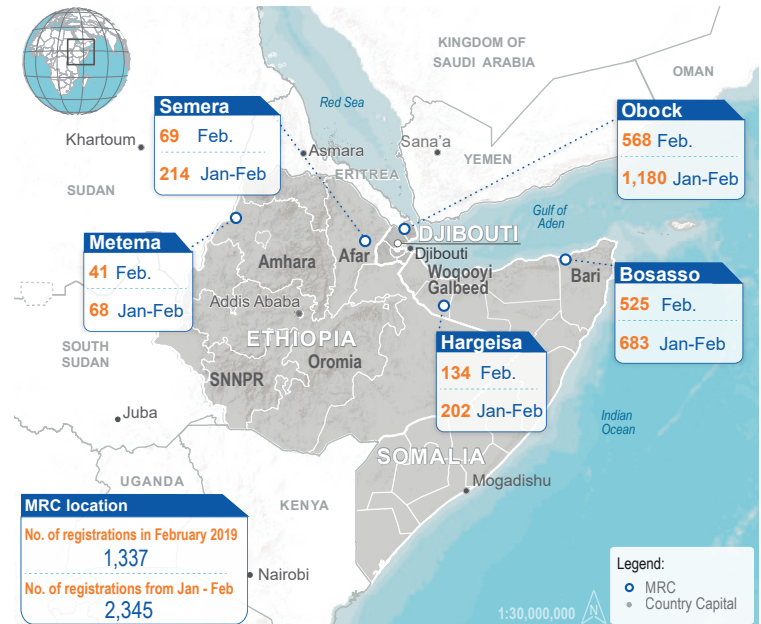 KINGDOM OF
SAUDI ARABIA
OMAN
Red Sea
Semera
69 Feb.
214 Jan-Feb
Obock
568 Feb.
1,180 Jan-Feb
Khartoum
Asmara
Sana'a
YEMEN
ERITREA
SUDAN
Gulf of
Aden
DJIBOUTI
Djibouti
Metema
41 Feb.
68 Jan-Feb
Amhara
Afar
Woqooyi
Galbeed
Bari
Bosasso
525 Feb.
683 Jan-Feb
Addis Ababa
ETHIOPIA
Oromia
SNNPR
Hargeisa
134 Feb.
202 Jan-Feb
SOUTH
SUDAN
Juba
Indian
Ocean
SOMALIA
Mogadishu
UGANDA
KENYA
Nairobi
MRC location
No. of registrations in February 2019
1,337
No. of registrations from Jan - Feb
2,345
Legend:
MRC
Country Capital
1:30,000,000
N